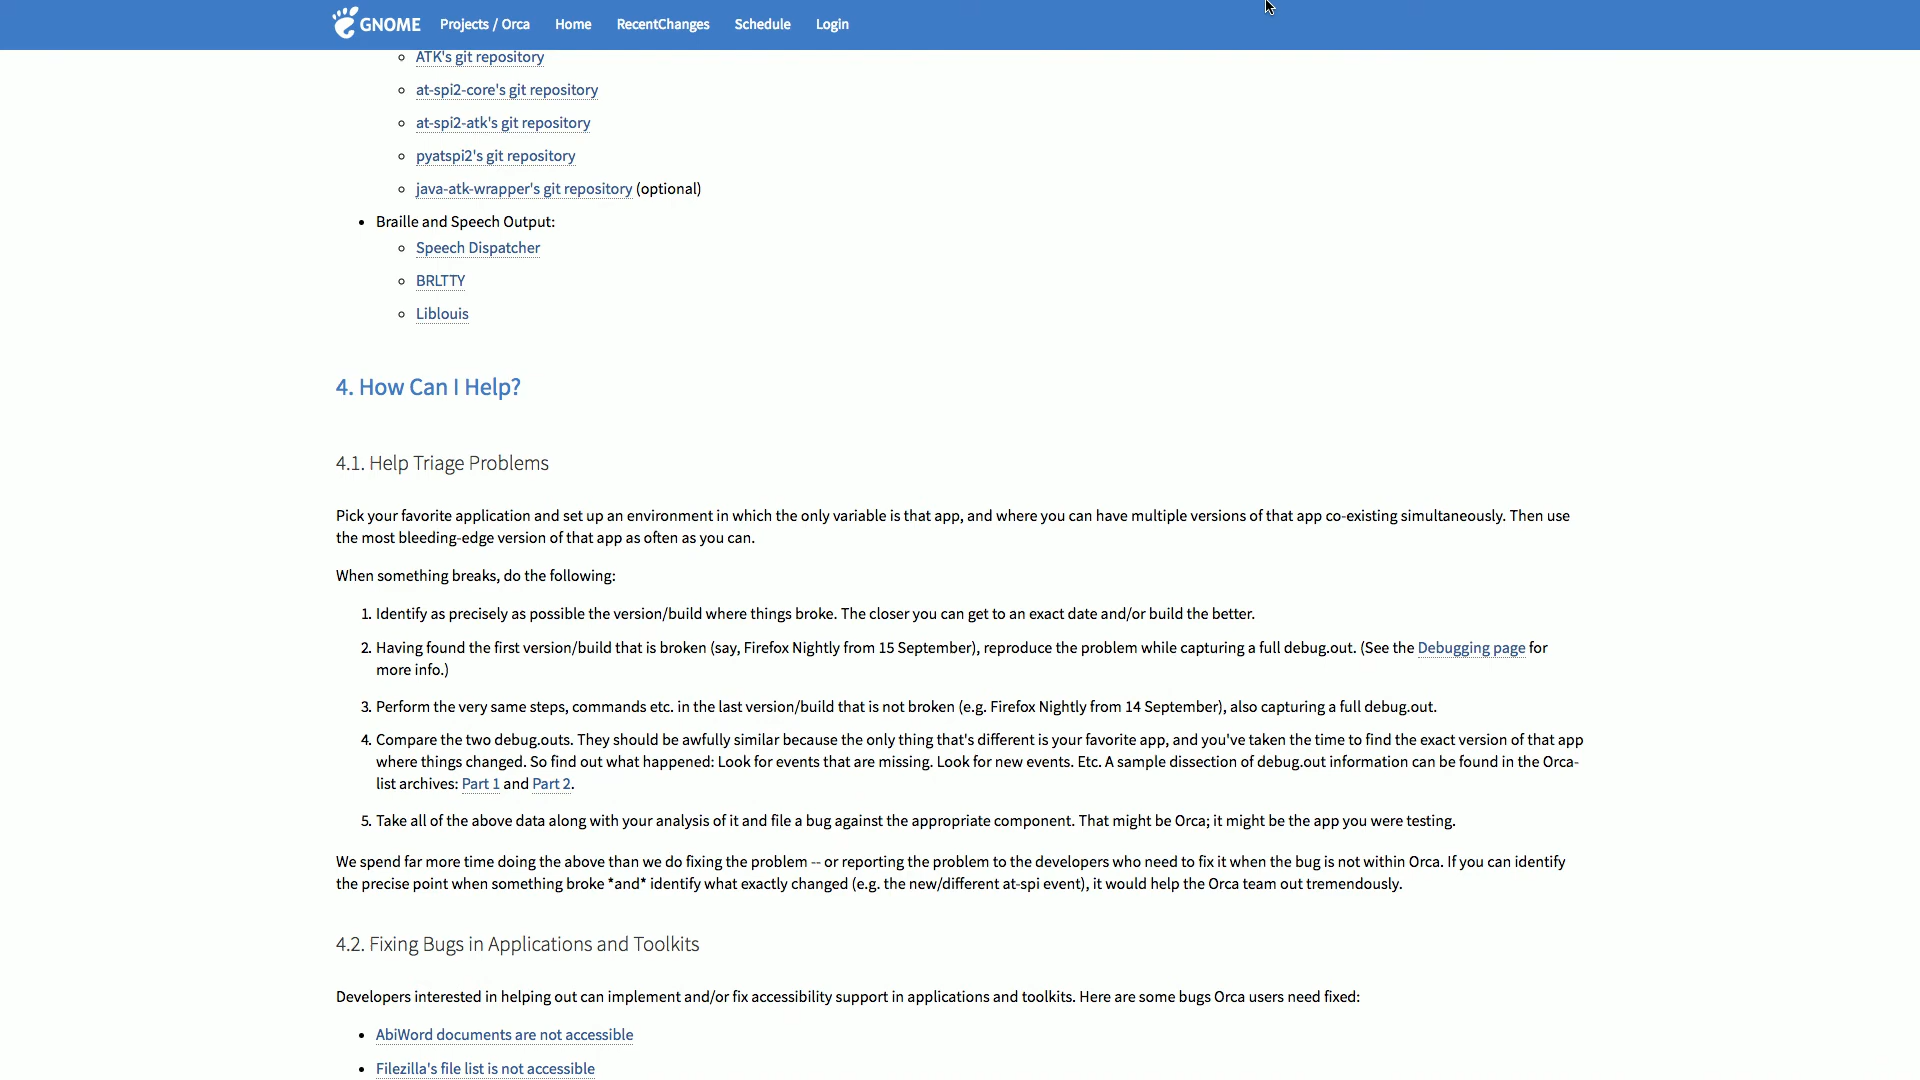 GNOME Projects / Orca Home RecentChanges Schedule Login
ATK's git repository
at-spi2-core's git repository
at-spi2-atk's git repository
pyatspi2's git repository
java-atk-wrapper's git repository (optional)
Braille and Speech Output:
Speech Dispatcher
BRLTTY
Liblouis
4. How Can I Help?
4.1. Help Triage Problems
Pick your favorite application and set up an environment in which the only variable is that app, and where you can have multiple versions of that app co-existing simultaneously. Then use
the most bleeding-edge version of that app as often as you can.
When something breaks, do the following:
1. Identify as precisely as possible the version/build where things broke. The closer you can get to an exact date and/or build the better.
2. Having found the first version/build that is broken (say, Firefox Nightly from 15 September), reproduce the problem while capturing a full debug.out. (See the Debugging page for
more info.)
3. Perform the very same steps, commands etc. in the last version/build that is not broken (e.g. Firefox Nightly from 14 September), also capturing a full debug.out.
4. Compare the two debug.outs. They should be awfully similar because the only thing that's different is your favorite app, and you've taken the time to find the exact version of that app
where things changed. So find out what happened: Look for events that are missing. Look for new events. Etc. A sample dissection of debug.out information can be found in the Orca-
list archives: Part 1 and Part 2.
5. Take all of the above data along with your analysis of it and file a bug against the appropriate component. That might be Orca; it might be the app you were testing.
We spend far more time doing the above than we do fixing the problem -- or reporting the problem to the developers who need to fix it when the bug is not within Orca. If you can identify
the precise point when something broke *and* identify what exactly changed (e.g. the new/different at-spi event), it would help the Orca team out tremendously.
4.2. Fixing Bugs in Applications and Toolkits
Developers interested in helping out can implement and/or fix accessibility support in applications and toolkits. Here are some bugs Orca users need fixed:
AbiWord documents are not accessible
Filezilla's file list is not accessible